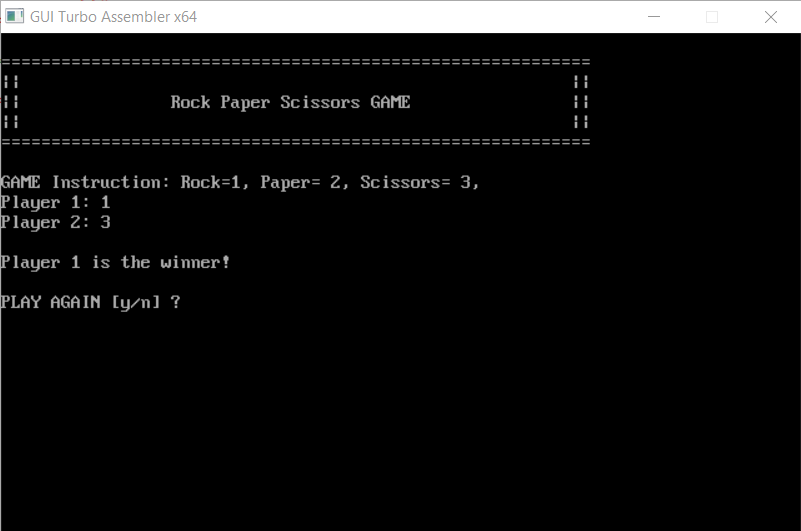 GUI Turbo Assembler x64
===========================================================
||                                                       ||
||               Rock Paper Scissors GAME                ||
||                                                       ||
===========================================================
GAME Instruction: Rock=1, Paper= 2, Scissors= 3,
Player 1: 1
Player 2: 3
Player 1 is the winner!
PLAY AGAIN [y/n] ?